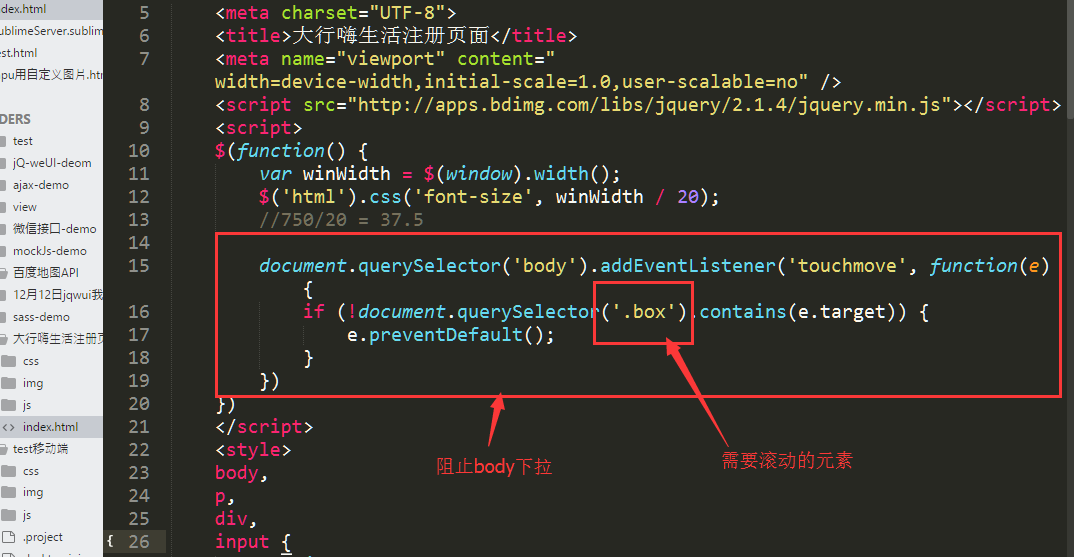 ndex.html
ublimeServer.sublim
est.html
npu用自定义图片.htr
DERS
test
jQ-weUI-deom
ajax-demo
view
微信接口-demo
mockJs-demo
百度地图API
12月12日jqwui我
sass-demo
大行嗨生活注册页
css
img
js
<> index.html
test移动端
css
img
js
.project
5 <meta charset="UTF-8">
6 <title>大行嗨生活注册页面</title>
7 <meta name="viewport" content="
width=device-width,initial-scale=1.0,user-scalable=no" />
8 <script src="http://apps.bdimg.com/libs/jquery/2.1.4/jquery.min.js"></script>
9 <script>
10 $(function() {
11 var winWidth = $(window).width();
12 $('html').css('font-size', winWidth / 20);
13 //750/20 = 37.5
14
15 document.querySelector('body').addEventListener('touchmove', function(e)
{
16 if (!document.querySelector('.box').contains(e.target)) {
17 e.preventDefault();
18 }
19 })
20 })
21 </script>
22 <style>
23 body,
24 p,
25 div,
{ 26 input {
阻止body下拉
需要滚动的元素